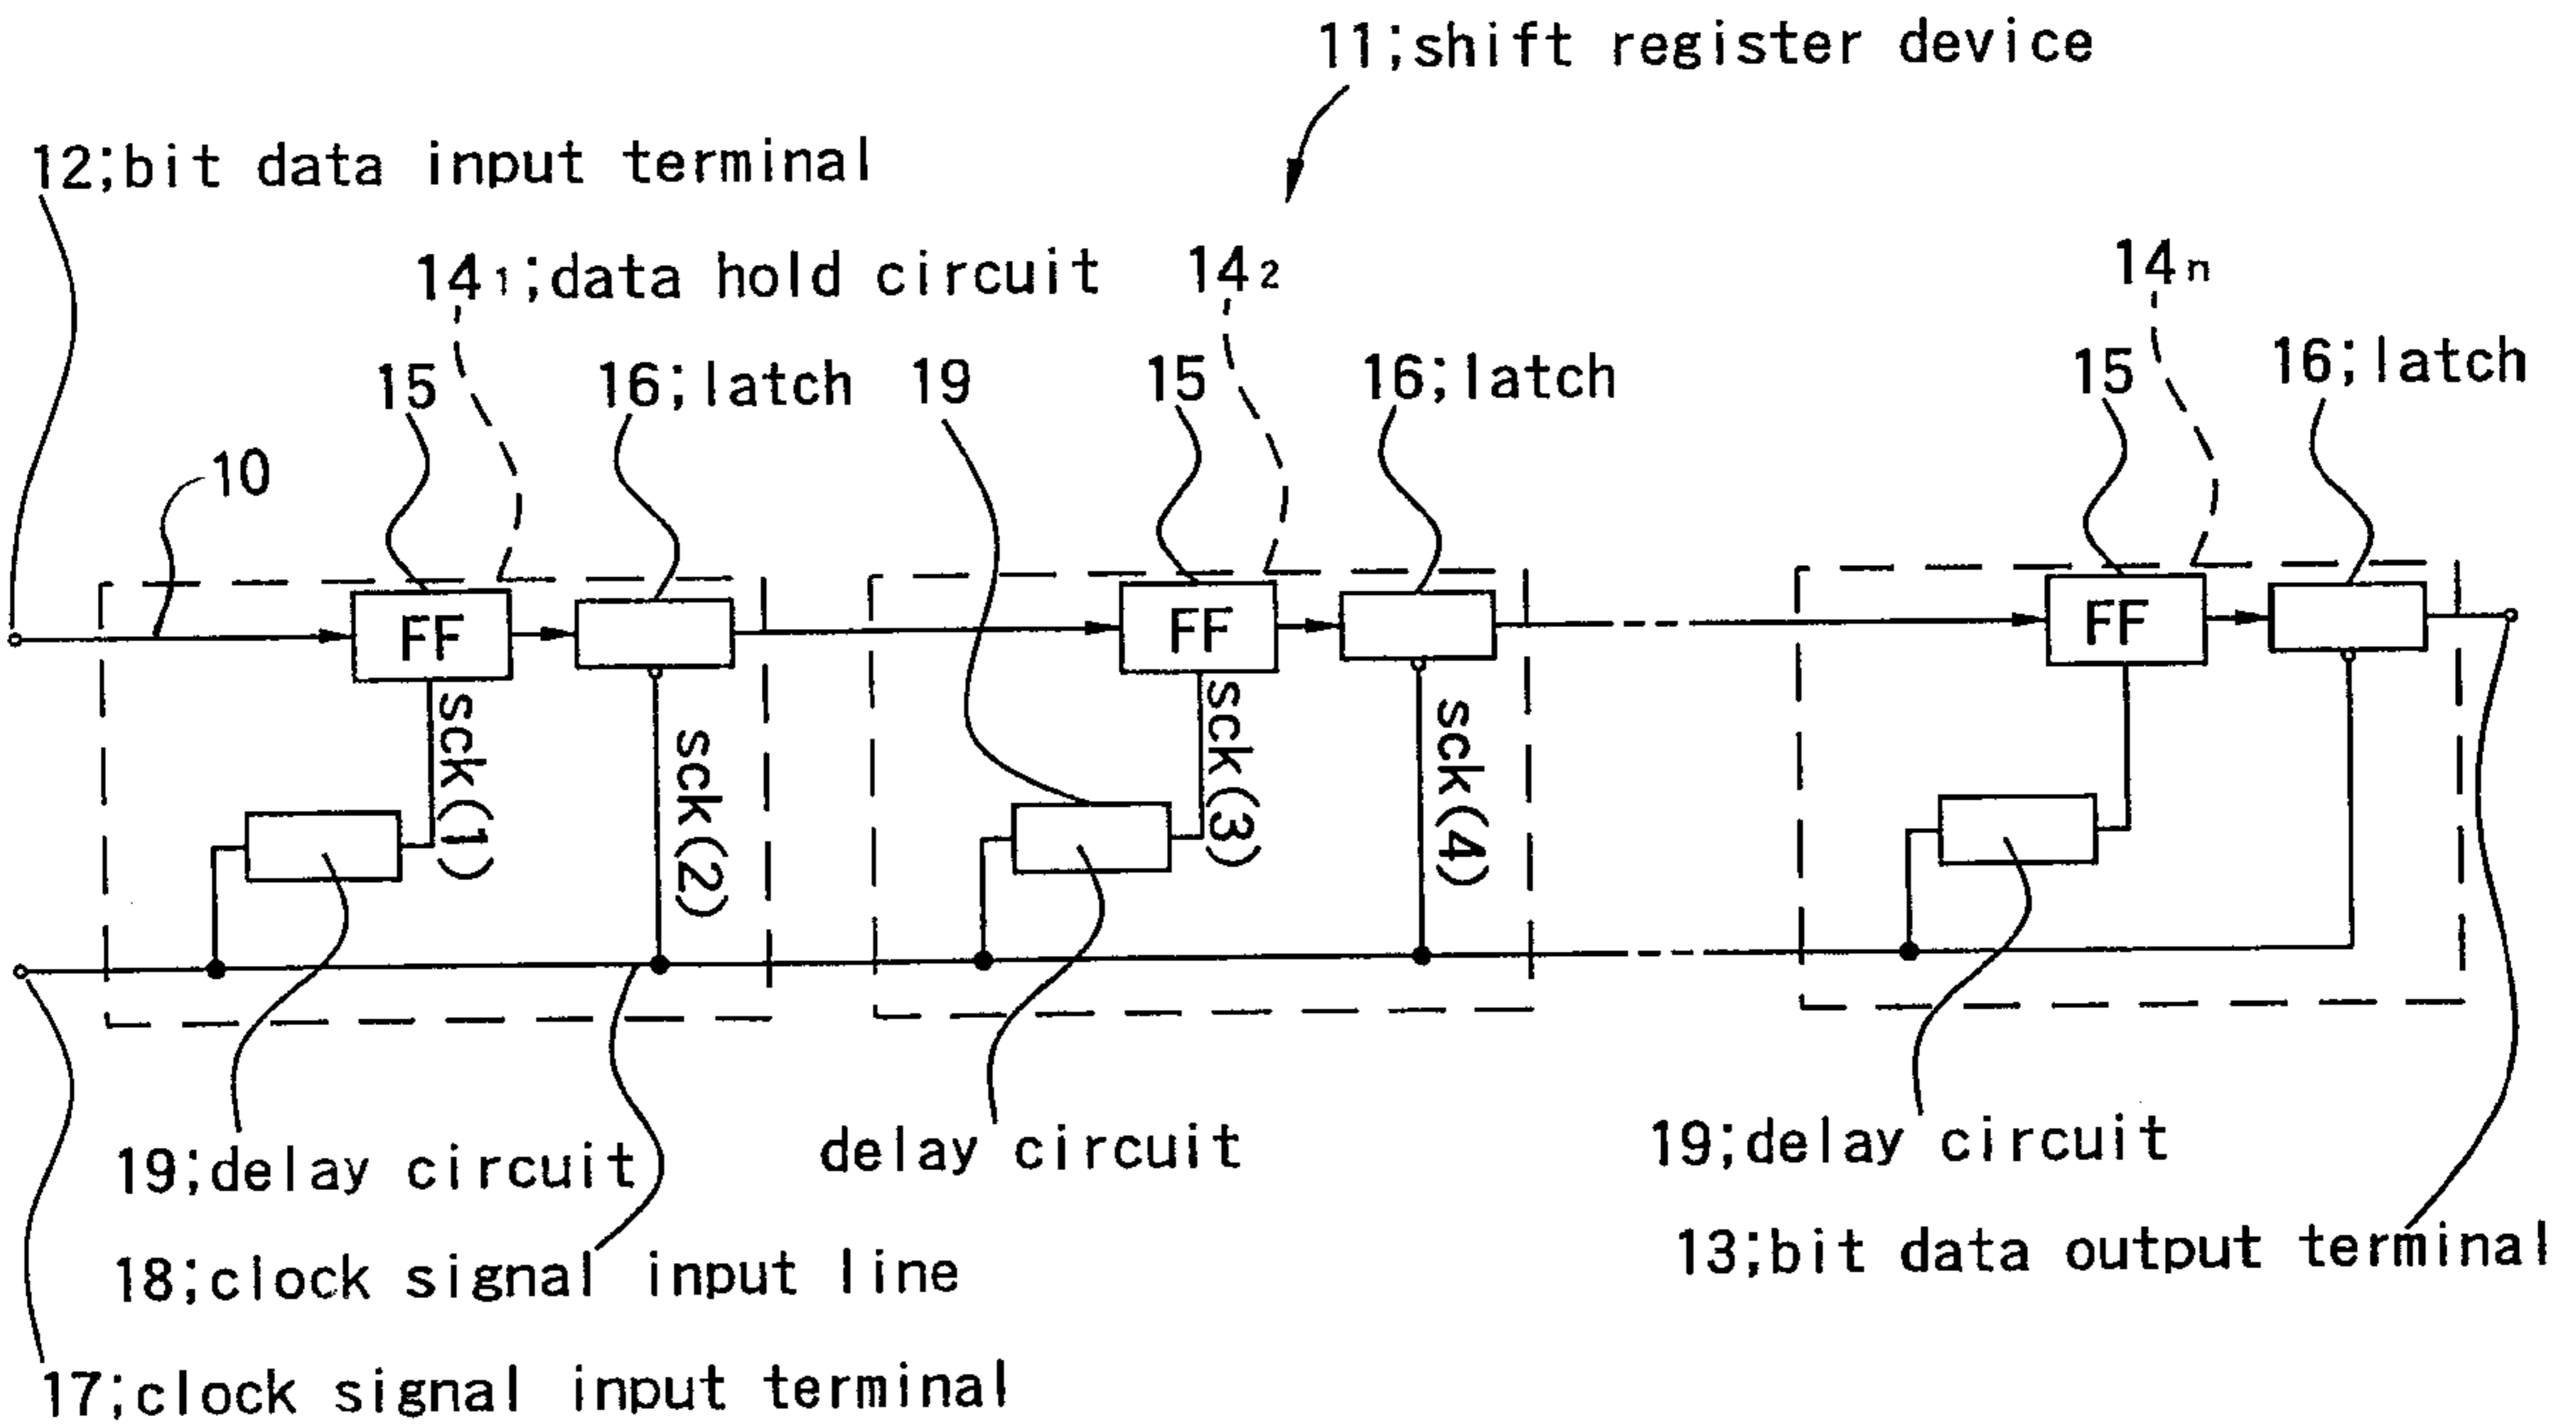 11;shift register device
12;bit data input terminal
14₁;data hold circuit
14₂
14n
15
16;latch
19
15
16;latch
15
16;latch
10
FF
FF
FF
sck(1)
sck(2)
sck(3)
sck(4)
19;delay circuit
delay circuit
19;delay circuit
18;clock signal input line
13;bit data output terminal
17;clock signal input terminal